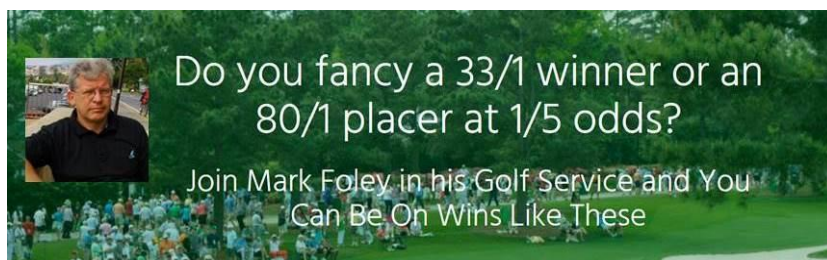 Do you fancy a 33/1 winner or an
80/1 placer at 1/5 odds?
Join Mark Foley in his Golf Service and You
Can Be On Wins Like These